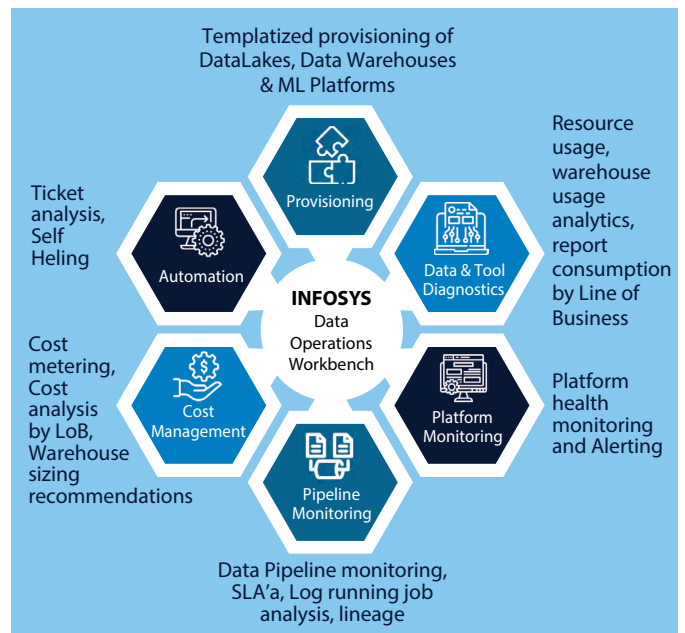 Templatized provisioning of
DataLakes, Data Warehouses
& ML Platforms
Provisioning
Resource
usage,
warehouse
usage
analytics,
report
consumption
by Line of
Business
Data & Tool
Diagnostics
Ticket
analysis,
Self
Heling
Automation
INFOSYS
Data
Operations
Workbench
Cost
metering,
Cost
analysis
by LoB,
Warehouse
sizing
recommendations
Cost
Management
Platform
Monitoring
Platform
health
monitoring
and Alerting
Pipeline
Monitoring
Data Pipeline monitoring,
SLA'a, Log running job
analysis, lineage